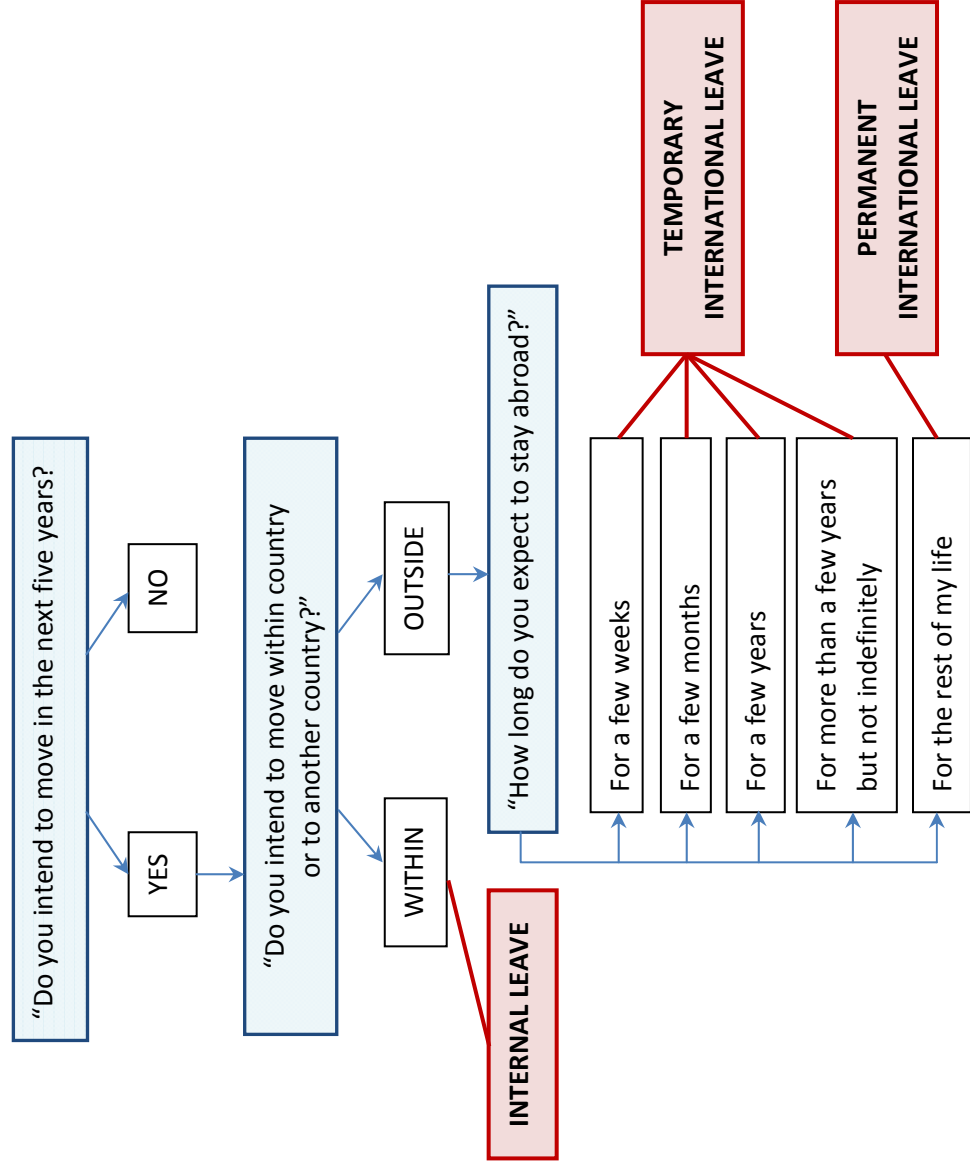 “Do you intend to move in the next five years?
YES
NO
“Do you intend to move within country
or to another country?”
WITHIN
OUTSIDE
INTERNAL LEAVE
“How long do you expect to stay abroad?”
For a few weeks
For a few months
For a few years
For more than a few years
but not indefinitely
For the rest of my life
TEMPORARY
INTERNATIONAL LEAVE
PERMANENT
INTERNATIONAL LEAVE